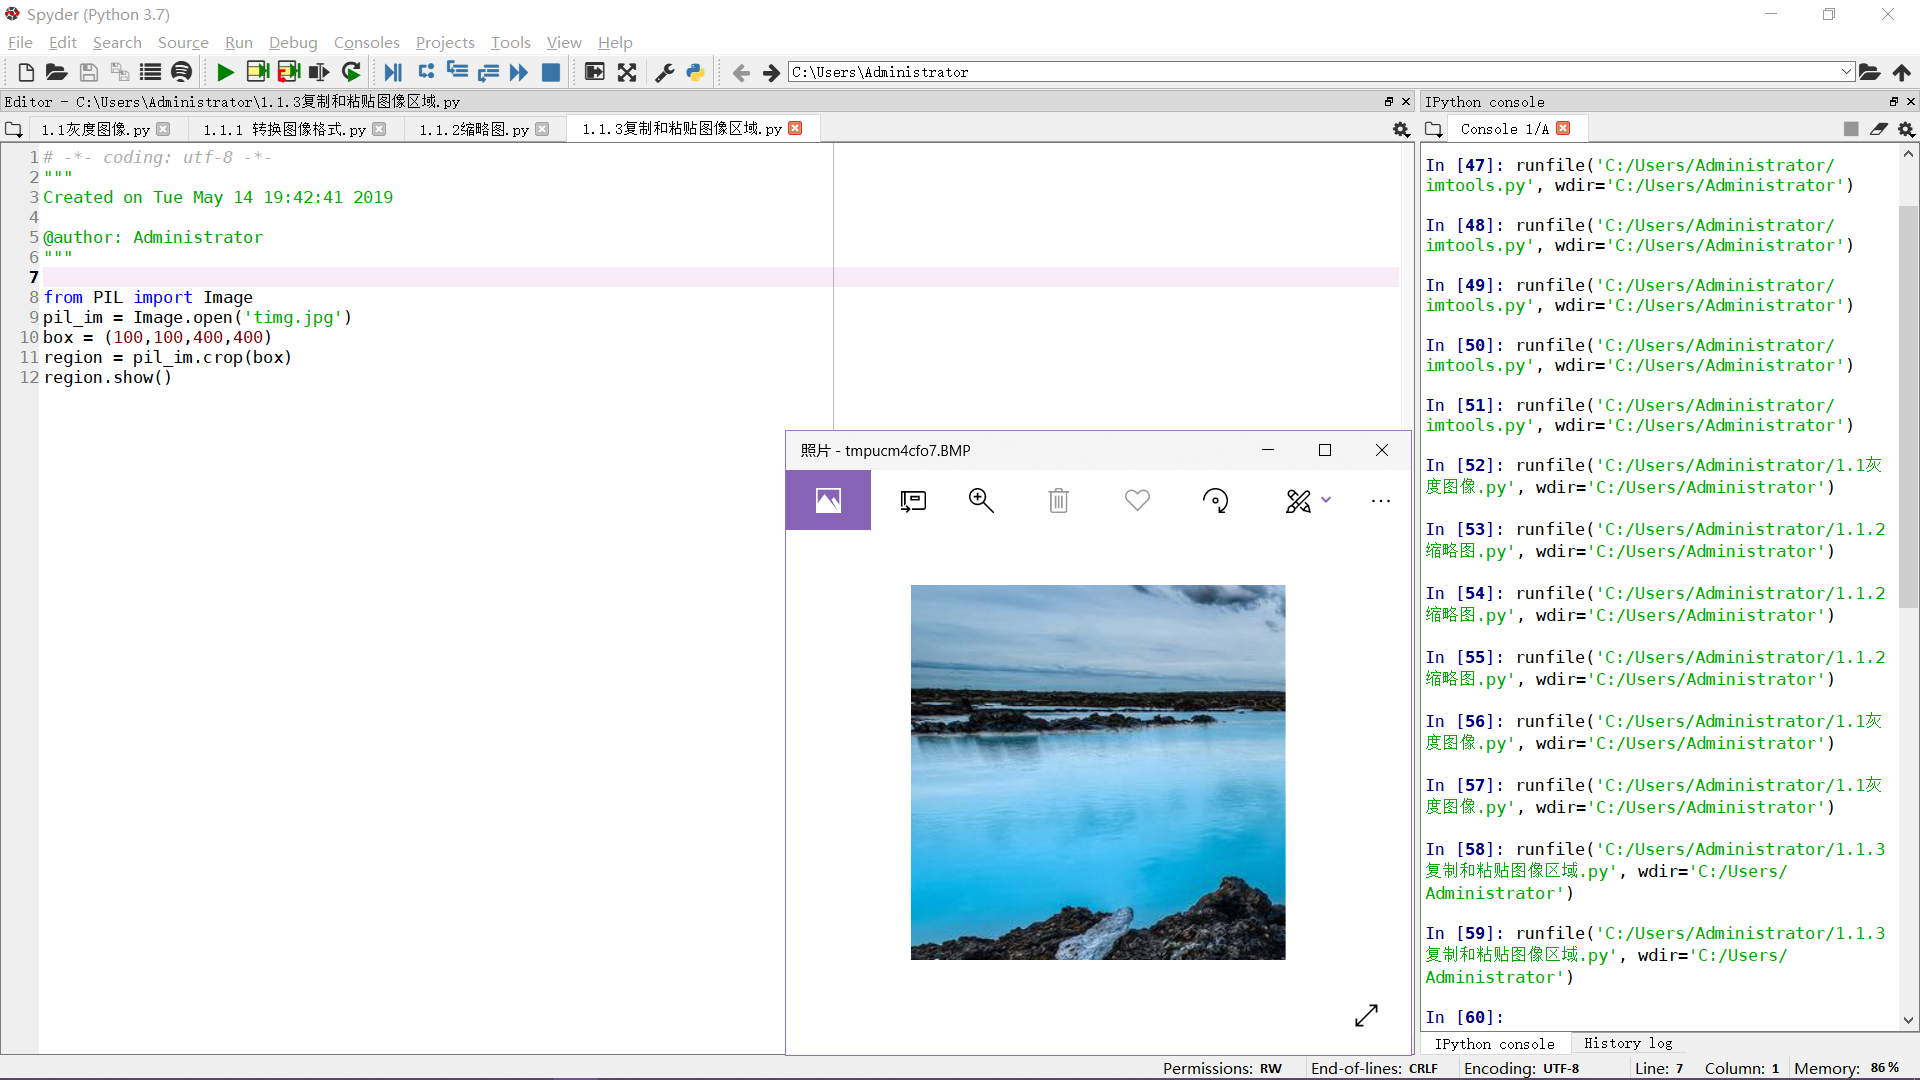 Spyder (Python 3.7)
File Edit Search Source Run Debug Consoles Projects Tools View Help
C:\Users\Administrator
Editor - C:\Users\Administrator\1.1.3复制和粘贴图像区域.py
1.1灰度图像.py 1.1.1 转换图像格式.py 1.1.2缩略图.py 1.1.3复制和粘贴图像区域.py
1 # -*- coding: utf-8 -*-
2 """
3 Created on Tue May 14 19:42:41 2019
4
5 @author: Administrator
6 """
7
8 from PIL import Image
9 pil_im = Image.open('timg.jpg')
10 box = (100,100,400,400)
11 region = pil_im.crop(box)
12 region.show()
照片 - tmpucm4cfo7.BMP
IPython console
Console 1/A
In [47]: runfile('C:/Users/Administrator/
imtools.py', wdir='C:/Users/Administrator')
In [48]: runfile('C:/Users/Administrator/
imtools.py', wdir='C:/Users/Administrator')
In [49]: runfile('C:/Users/Administrator/
imtools.py', wdir='C:/Users/Administrator')
In [50]: runfile('C:/Users/Administrator/
imtools.py', wdir='C:/Users/Administrator')
In [51]: runfile('C:/Users/Administrator/
imtools.py', wdir='C:/Users/Administrator')
In [52]: runfile('C:/Users/Administrator/1.1灰
度图像.py', wdir='C:/Users/Administrator')
In [53]: runfile('C:/Users/Administrator/1.1.2
缩略图.py', wdir='C:/Users/Administrator')
In [54]: runfile('C:/Users/Administrator/1.1.2
缩略图.py', wdir='C:/Users/Administrator')
In [55]: runfile('C:/Users/Administrator/1.1.2
缩略图.py', wdir='C:/Users/Administrator')
In [56]: runfile('C:/Users/Administrator/1.1灰
度图像.py', wdir='C:/Users/Administrator')
In [57]: runfile('C:/Users/Administrator/1.1灰
度图像.py', wdir='C:/Users/Administrator')
In [58]: runfile('C:/Users/Administrator/1.1.3
复制和粘贴图像区域.py', wdir='C:/Users/
Administrator')
In [59]: runfile('C:/Users/Administrator/1.1.3
复制和粘贴图像区域.py', wdir='C:/Users/
Administrator')
In [60]:
IPython console History log
Permissions: RW End-of-lines: CRLF Encoding: UTF-8 Line: 7 Column: 1 Memory: 86 %